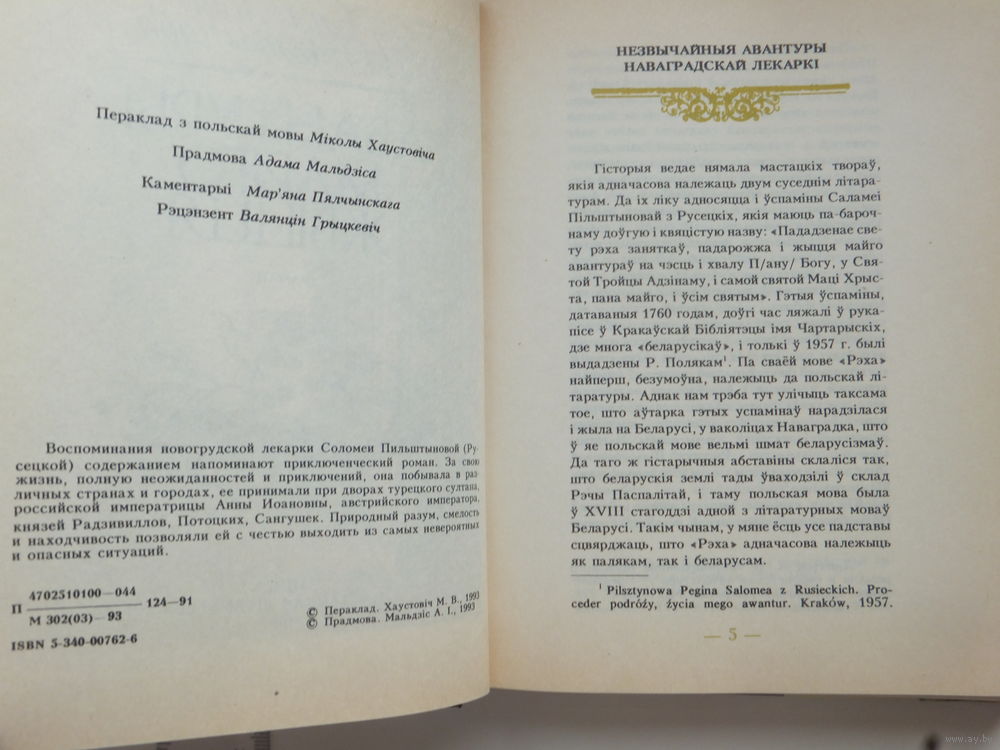 Пераклад з польскай мовы Міколы Хаустовіча
Прадмова Адама Мальдзіса
Каментарыі Мар'яна Пялчынскага
Рэцэнзент Валянцін Грыцкевіч
Воспоминания новогрудской лекарки Соломеи Пильштыновой (Ру-
сецкой) содержанием напоминают приключенческий роман. За свою
жизнь, полную неожиданностей и приключений, она побывала в раз-
личных странах и городах, ее принимали при дворах турецкого султана,
российской императрицы Анны Иоановны, австрийского императора,
князей Радзивиллов, Потоцких, Сангушек. Природный разум, смелость
и находчивость позволяли ей с честью выходить из самых невероятных
и опасных ситуаций.
П 4702510100—044
М 302(03)—93 124—91
ISBN 5-340-00762-6
© Пераклад. Хаустовіч М. В., 1993
© Прадмова. Мальдзіс А. І., 1993
НЕЗВЫЧАЙНЫЯ АВАНТУРЫ
НАВАГРАДСКАЙ ЛЕКАРКІ
Гісторыя ведае нямала мастацкіх твораў,
якія адначасова належаць двум суседнім літара-
турам. Да іх ліку адносяцца і ўспаміны Саламеі
Пільштыновай з Русецкіх, якія маюць па-бароч-
наму доўгую і квяцістую назву: «Пададзенае све-
ту рэха заняткаў, падарожжа і жыцця майго
авантураў на чэсць і хвалу П/ану/ Богу, у Свя-
той Тройцы Адзінаму, і самой святой Маці Хрыс-
та, пана майго, і ўсім святым». Гэтыя ўспаміны,
датаваныя 1760 годам, доўгі час ляжалі ў рука-
пісе ў Кракаўскай Бібліятэцы імя Чартарыскіх,
дзе многа «беларусікаў», і толькі ў 1957 г. былі
выдадзены Р. Полякам¹. Па сваёй мове «Рэха»
найперш, безумоўна, належыць да польскай лі-
таратуры. Аднак нам трэба тут улічыць таксама
тое, што аўтарка гэтых успамінаў нарадзілася
і жыла на Беларусі, у ваколіцах Наваградка, што
ў яе польскай мове вельмі шмат беларусізмаў.
Да таго ж гістарычныя абставіны склаліся так,
што беларускія землі тады ўваходзілі ў склад
Рэчы Паспалітай, і таму польская мова была
ў XVIII стагоддзі адной з літаратурных моваў
Беларусі. Такім чынам, у мяне ёсць усе падставы
сцвярджаць, што «Рэха» адначасова належыць
як палякам, так і беларусам.
¹ Pilsztynowa Pegina Salomea z Rusieckich. Pro-
ceder podróży, życia mego awantur. Kraków, 1957.
— 5 —
www.ay.by